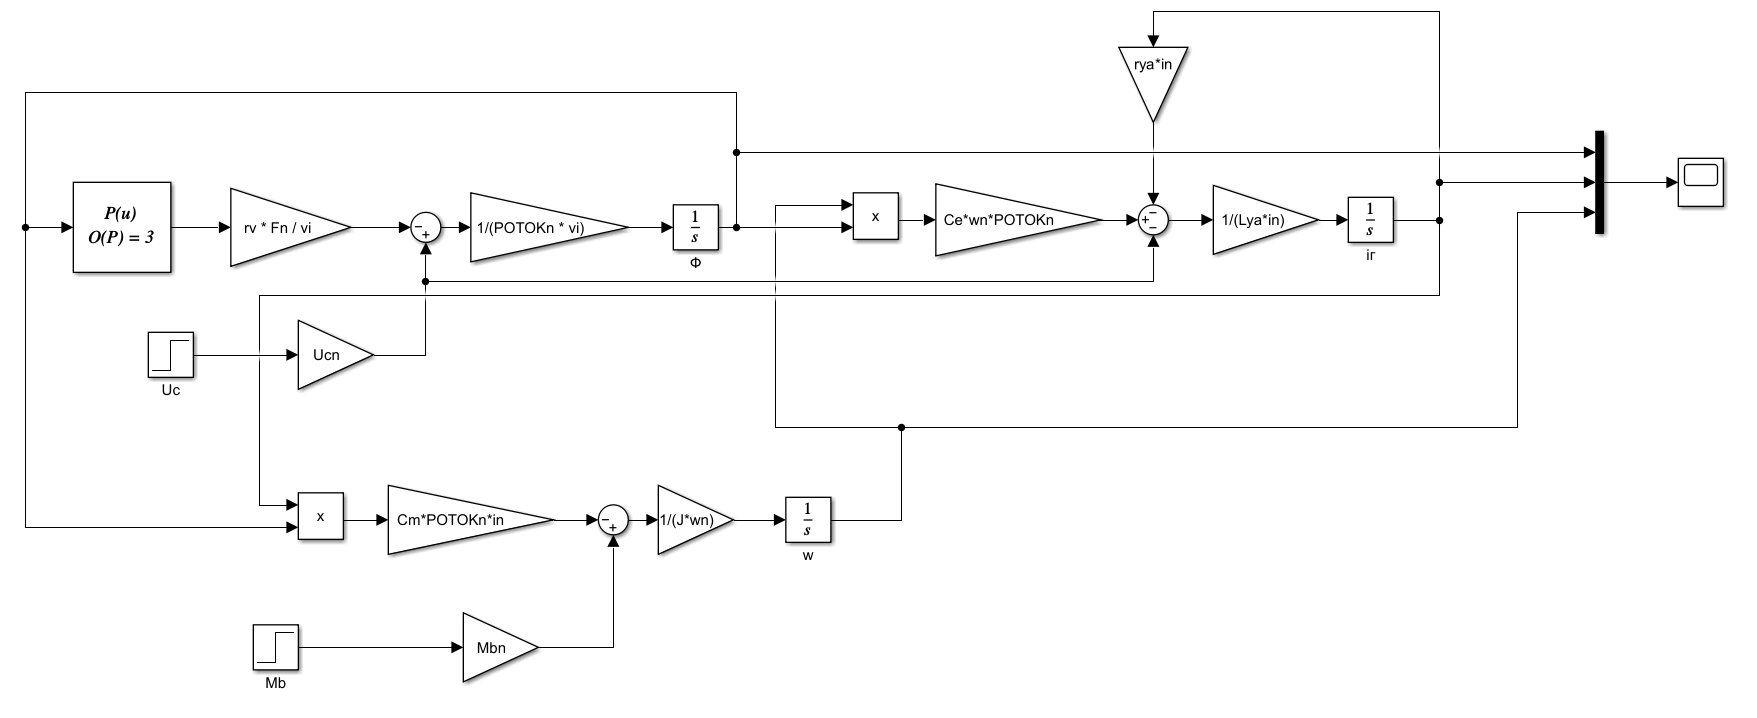 rya*in
P(u)
O(P) = 3
rv * Fn / vi
−
+
1/(POTOKn * vi)
1
s
Ф
x
Ce*wn*POTOKn
−
+
−
1/(Lya*in)
1
s
iг
Ucn
Uc
x
Cm*POTOKn*in
−
+
1/(J*wn)
1
s
w
Mbn
Mb